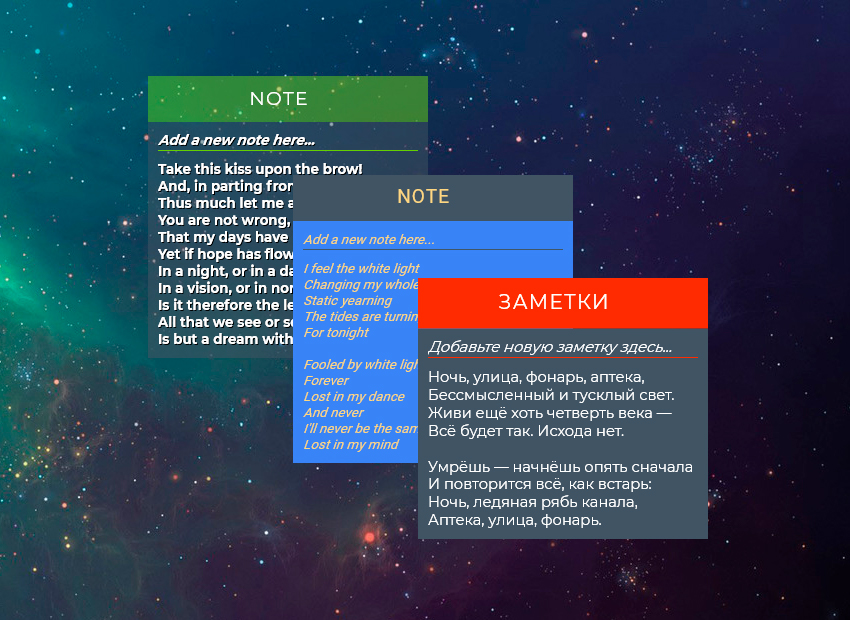 NOTE
Add a new note here...
Take this kiss upon the brow!
And, in parting from
Thus much let me a
You are not wrong,
That my days have
Yet if hope has flow
In a night, or in a da
In a vision, or in non
Is it therefore the le
All that we see or se
Is but a dream with
NOTE
Add a new note here...
I feel the white light
Changing my whole
Static yearning
The tides are turnin
For tonight
Fooled by white ligh
Forever
Lost in my dance
And never
I'll never be the sam
Lost in my mind
ЗАМЕТКИ
Добавьте новую заметку здесь...
Ночь, улица, фонарь, аптека,
Бессмысленный и тусклый свет.
Живи ещё хоть четверть века —
Всё будет так. Исхода нет.
Умрёшь — начнёшь опять сначала
И повторится всё, как встарь:
Ночь, ледяная рябь канала,
Аптека, улица, фонарь.